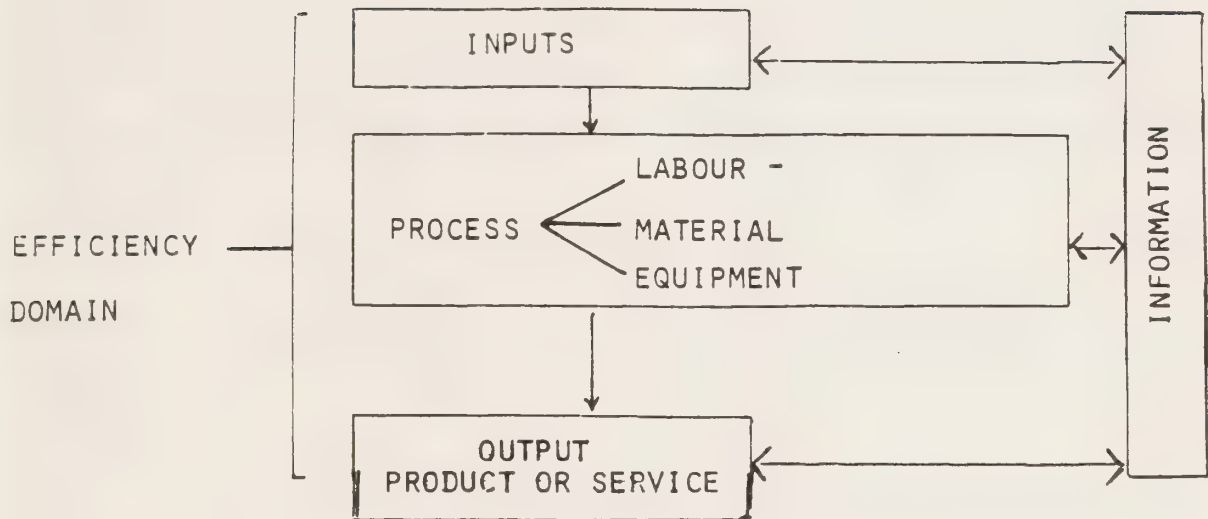 INPUTS
LABOUR -
PROCESS
MATERIAL
EQUIPMENT
EFFICIENCY
DOMAIN
INFORMATION
OUTPUT
PRODUCT OR SERVICE